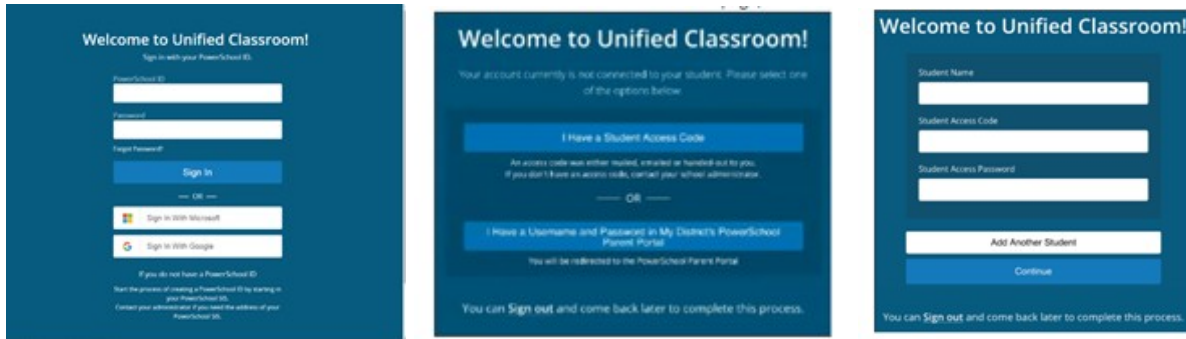 Welcome to Unified Classroom!
Sign in with your PowerSchool ID.
PowerSchool ID
Password
Forgot Password?
Sign In
OR
Sign In With Microsoft
Sign In With Google
If you do not have a PowerSchool ID
Start the process of creating a PowerSchool ID by starting in
your PowerSchool SIS.
Contact your administrator if you need the address of your
PowerSchool SIS.
Welcome to Unified Classroom!
Your account currently is not connected to your student. Please select one
of the options below.
I Have a Student Access Code
An access code was either mailed, emailed or handed out to you.
If you don't have an access code, contact your school administrator.
OR
I Have a Username and Password in My District's PowerSchool
Parent Portal
You will be redirected to the PowerSchool Parent Portal
You can Sign out and come back later to complete this process.
Welcome to Unified Classroom!
Student Name
Student Access Code
Student Access Password
Add Another Student
Continue
You can Sign out and come back later to complete this process.